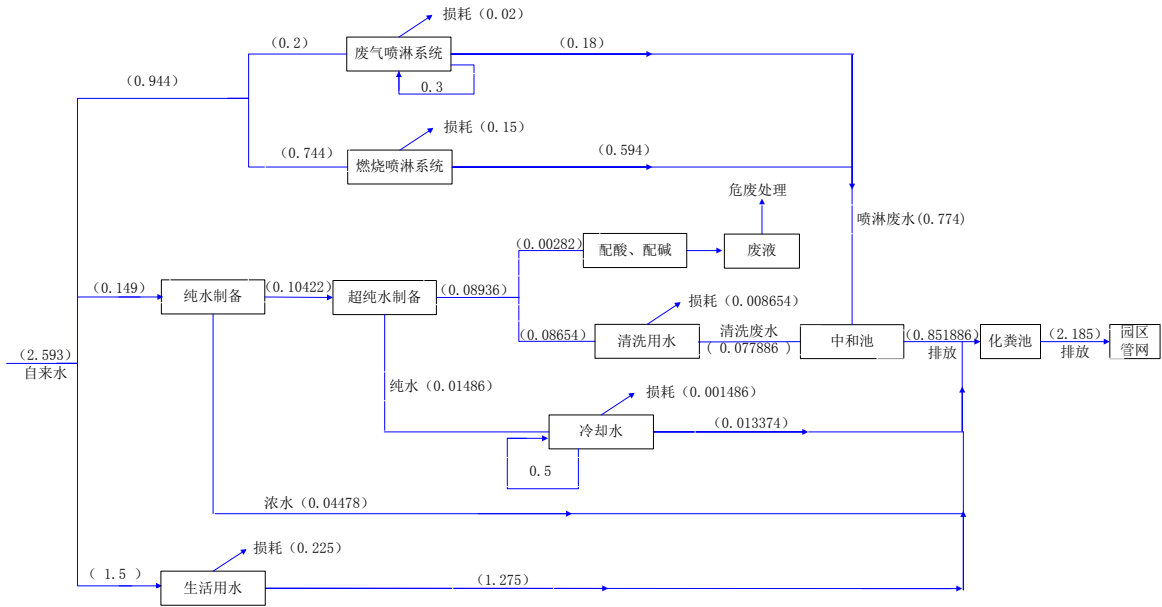 损耗（0.02）
（0.2）
废气喷淋系统
（0.18）
（0.944）
0.3
损耗（0.15）
（0.744）
燃烧喷淋系统
（0.594）
危废处理
喷淋废水(0.774)
（0.00282）
配酸、配碱
废液
（0.149）
纯水制备
（0.10422）
超纯水制备
（0.08936）
损耗（0.008654）
（0.08654）
清洗用水
清洗废水
（ 0.077886 ）
中和池
（0.851886）
排放
化粪池
（2.185）
排放
园区
管网
（2.593）
自来水
纯水（0.01486）
损耗（0.001486）
冷却水
（0.013374）
0.5
浓水（0.04478）
损耗（0.225）
（ 1.5 ）
生活用水
（1.275）